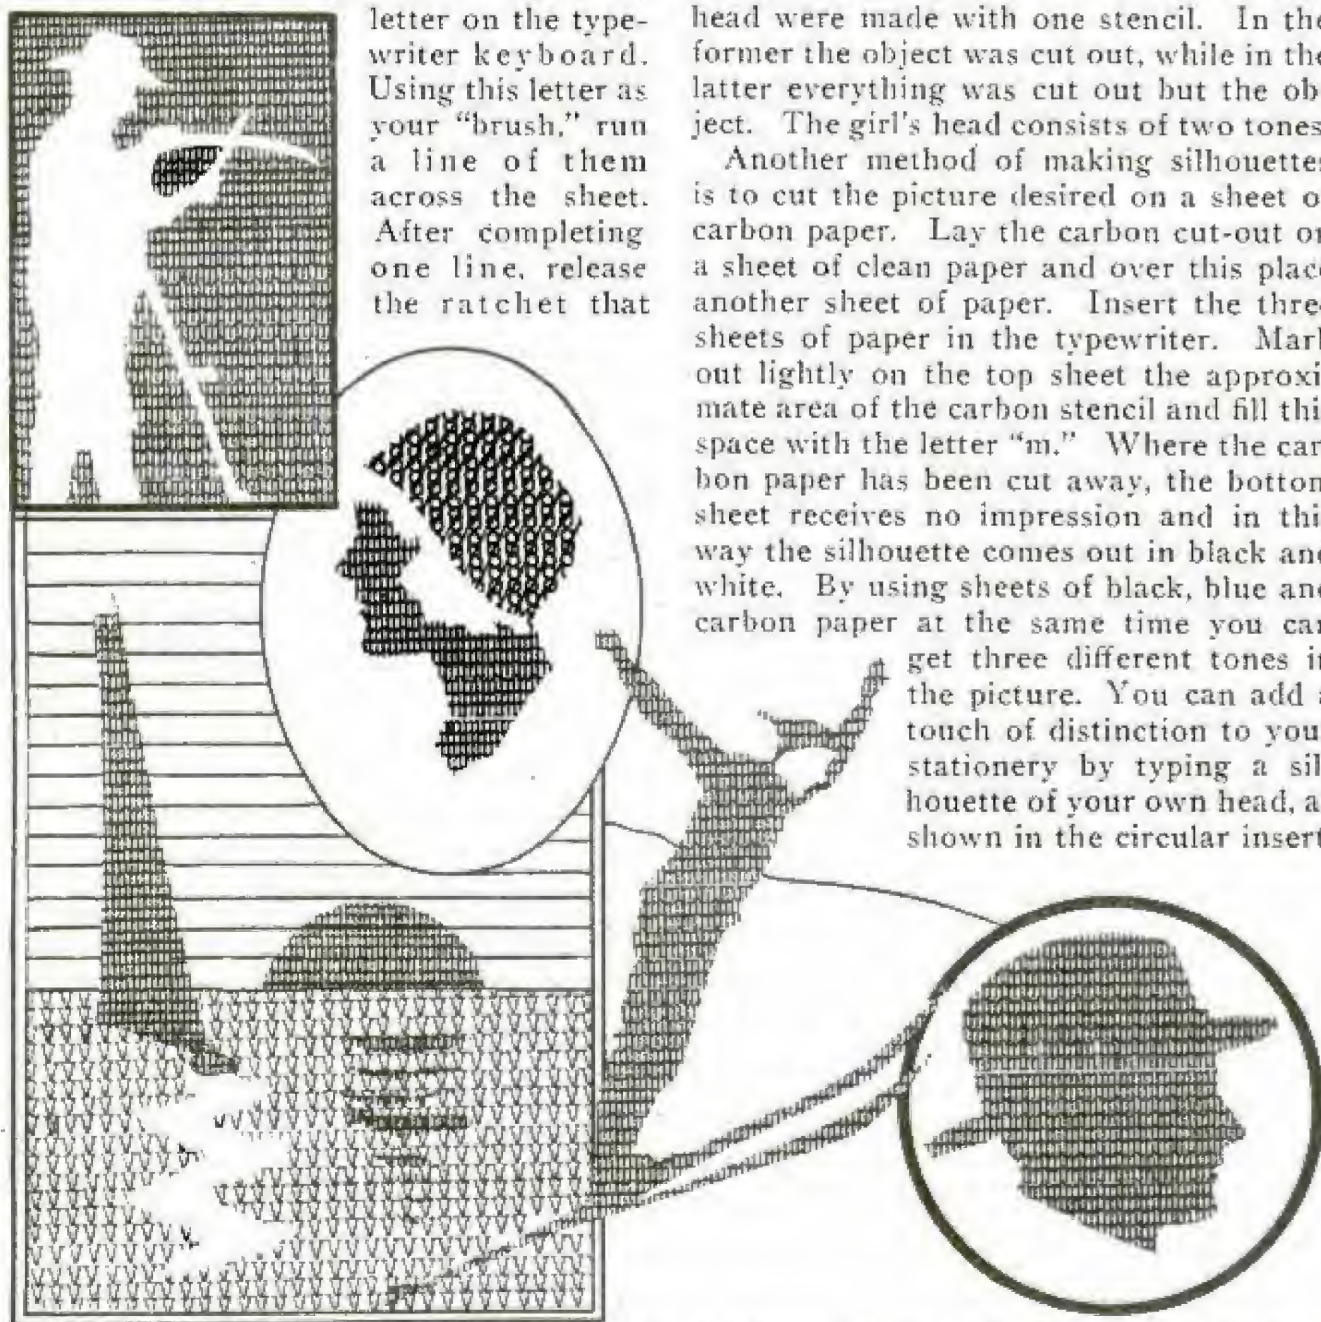 letter on the type-
writer keyboard.
Using this letter as
your "brush," run
a line of them
across the sheet.
After completing
one line, release
the ratchet that
head were made with one stencil. In the
former the object was cut out, while in the
latter everything was cut out but the ob
ject. The girl's head consists of two tones
Another method of making silhouettes
is to cut the picture desired on a sheet o
carbon paper. Lay the carbon cut-out on
a sheet of clean paper and over this place
another sheet of paper. Insert the three
sheets of paper in the typewriter. Mark
out lightly on the top sheet the approxi
mate area of the carbon stencil and fill thi
space with the letter "m." Where the car
bon paper has been cut away, the bottom
sheet receives no impression and in thi
way the silhouette comes out in black and
white. By using sheets of black, blue and
carbon paper at the same time you can
get three different tones in
the picture. You can add a
touch of distinction to you
stationery by typing a sil
houette of your own head, a
shown in the circular insert